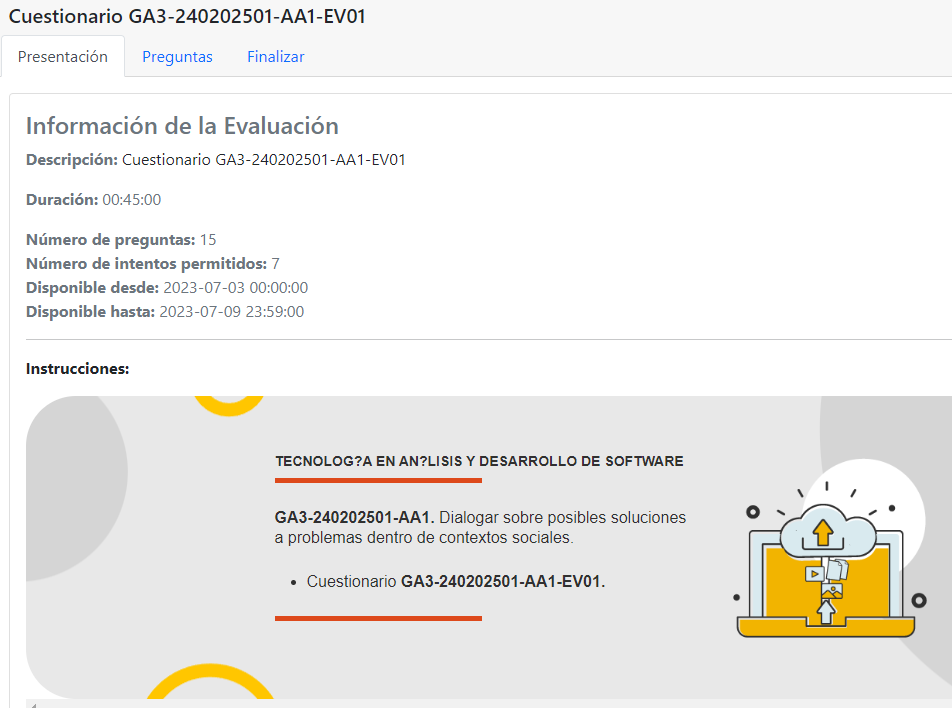 Cuestionario GA3-240202501-AA1-EV01
Presentación Preguntas Finalizar
Información de la Evaluación
Descripción: Cuestionario GA3-240202501-AA1-EV01
Duración: 00:45:00
Número de preguntas: 15
Número de intentos permitidos: 7
Disponible desde: 2023-07-03 00:00:00
Disponible hasta: 2023-07-09 23:59:00
Instrucciones:
TECNOLOG?A EN AN?LISIS Y DESARROLLO DE SOFTWARE
GA3-240202501-AA1. Dialogar sobre posibles soluciones
a problemas dentro de contextos sociales.
• Cuestionario GA3-240202501-AA1-EV01.